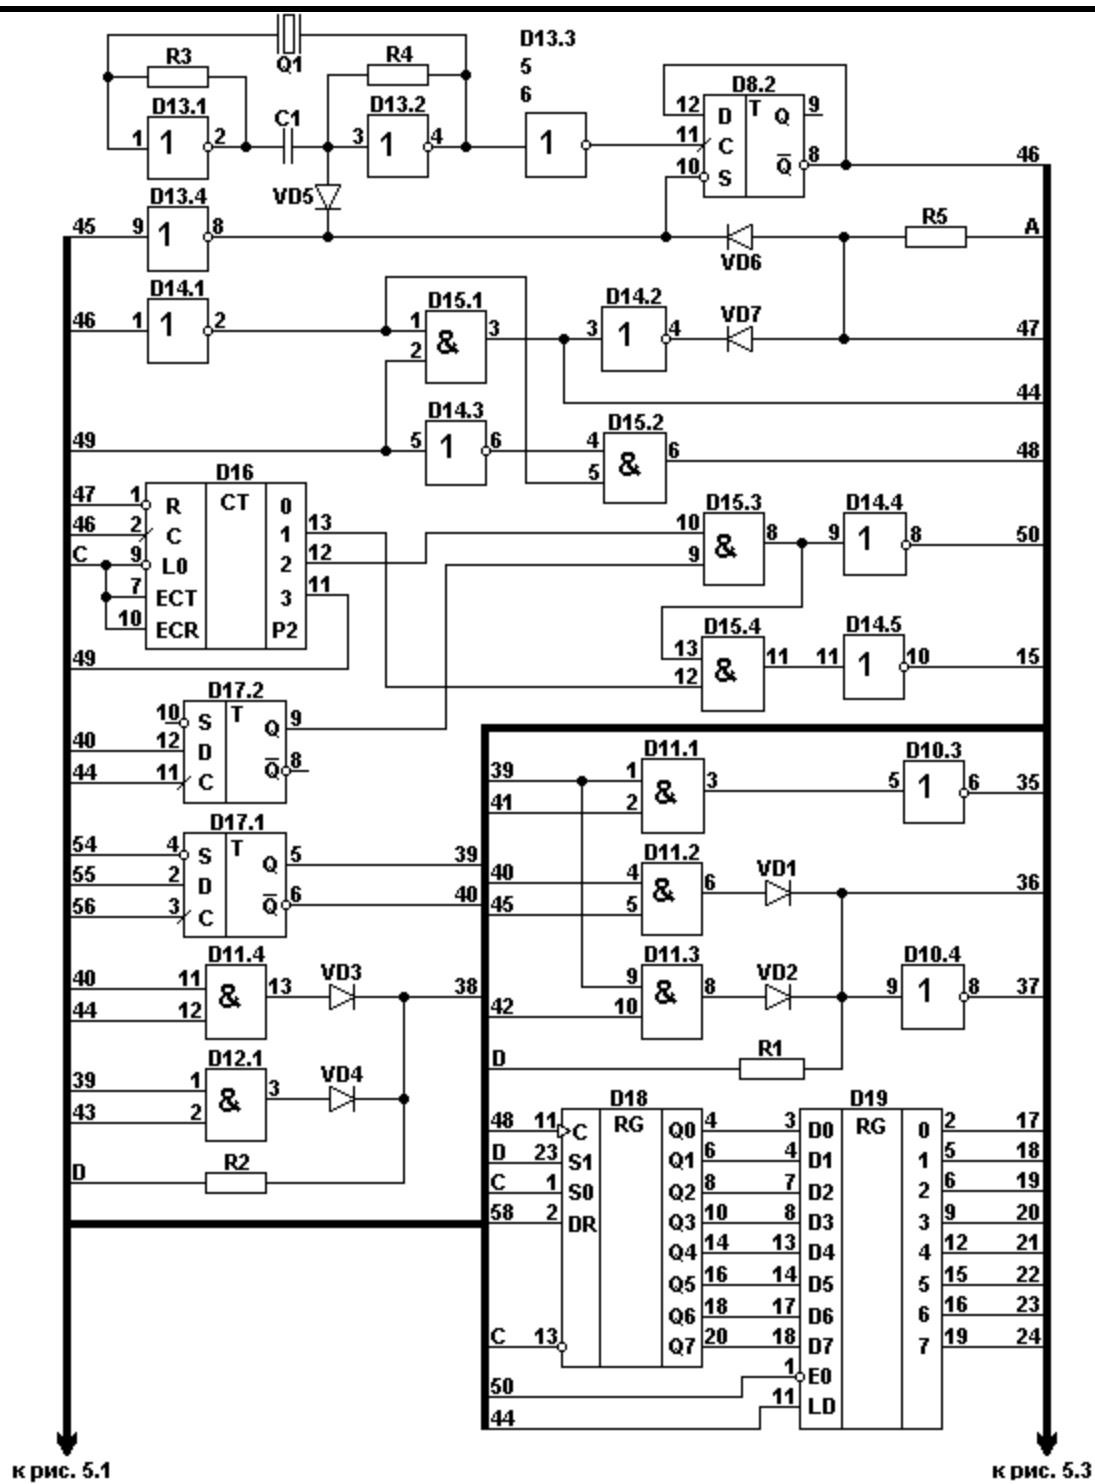 D13.3
R3
Q1
R4
5
6
D13.1
C1
D13.2
D8.2
1 1 2
3 1 4
1
12 D T Q 9
11 C
10 S Q 8
46
VD5
D13.4
45 9 1 8
R5 A
VD6
D14.1
46 1 1 2
D15.1
1 & 3
2
D14.2
3 1 4
VD7
47
44
D14.3
49 5 1 6
D15.2
4 & 6 48
5
D16
47 1 R CT 0
46 2 C 1 13
C 9 L0 2 12
7 ECT 3 11
10 ECR P2
49
D15.3
10 & 8
9
D14.4
9 1 8 50
D15.4
13 & 11
12
D14.5
11 1 10 15
D17.2
10 S T Q 9
40 12 D
44 11 C Q 8
D17.1
54 4 S T Q 5 39
55 2 D
56 3 C Q 6 40
D11.4
40 11 & 13
44 12
VD3
38
D12.1
39 1 & 3
43 2
VD4
R2
D
D11.1
39 1 & 3
41 2
D10.3
5 1 6 35
D11.2
40 4 & 6
45 5
VD1
36
D11.3
9 & 8
42 10
VD2
D10.4
9 1 8 37
D R1
D18
D19
48 11 C RG Q0 4 3 D0 RG 0 2 17
D 23 S1 Q1 6 4 D1 1 5 18
C 1 S0 Q2 8 7 D2 2 6 19
58 2 DR Q3 10 8 D3 3 9 20
Q4 14 13 D4 4 12 21
Q5 16 14 D5 5 15 22
Q6 18 17 D6 6 16 23
C 13 Q7 20 18 D7 7 19 24
50 1 E0
44 11 LD
к рис. 5.1
к рис. 5.3